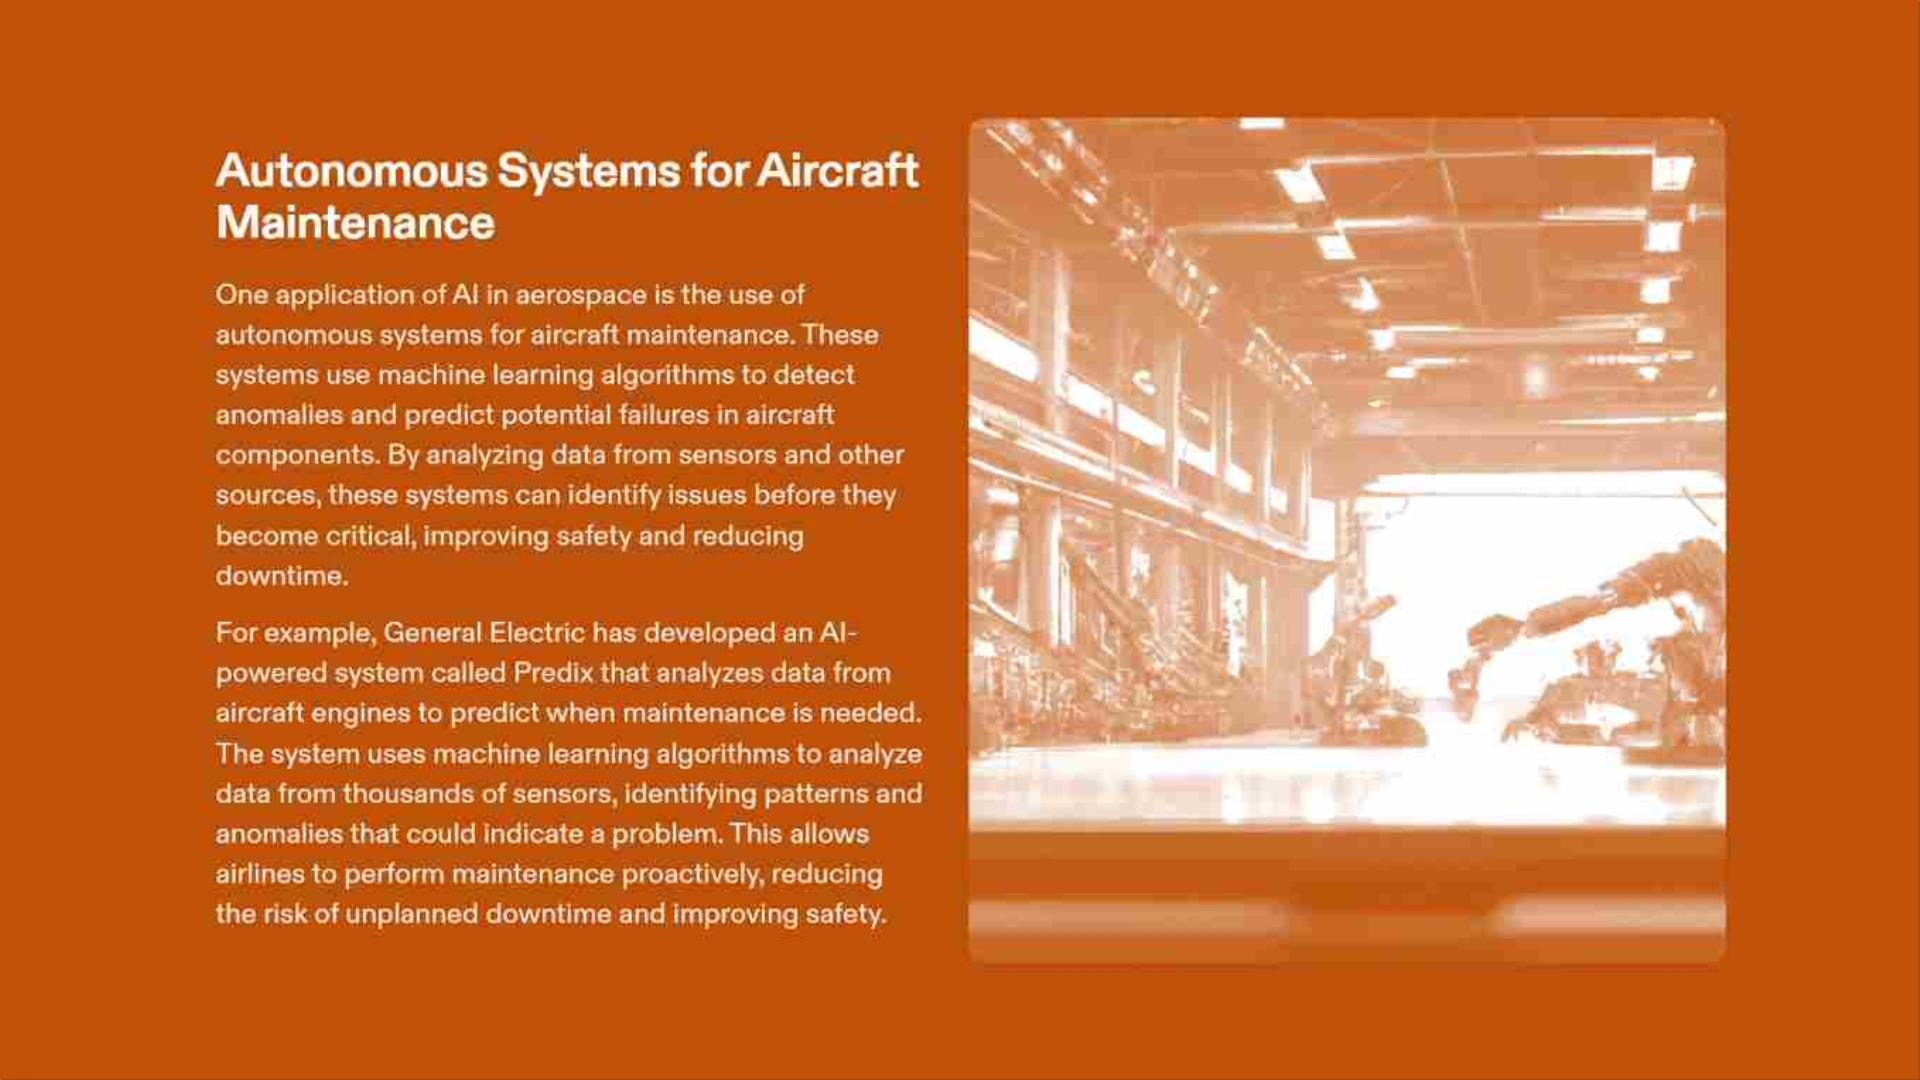 Autonomous Systems for Aircraft
Maintenance
One application of AI in aerospace is the use of
autonomous systems for aircraft maintenance. These
systems use machine learning algorithms to detect
anomalies and predict potential failures in aircraft
components. By analyzing data from sensors and other
sources, these systems can identify issues before they
become critical, improving safety and reducing
downtime.
For example, General Electric has developed an AI-
powered system called Predix that analyzes data from
aircraft engines to predict when maintenance is needed.
The system uses machine learning algorithms to analyze
data from thousands of sensors, identifying patterns and
anomalies that could indicate a problem. This allows
airlines to perform maintenance proactively, reducing
the risk of unplanned downtime and improving safety.